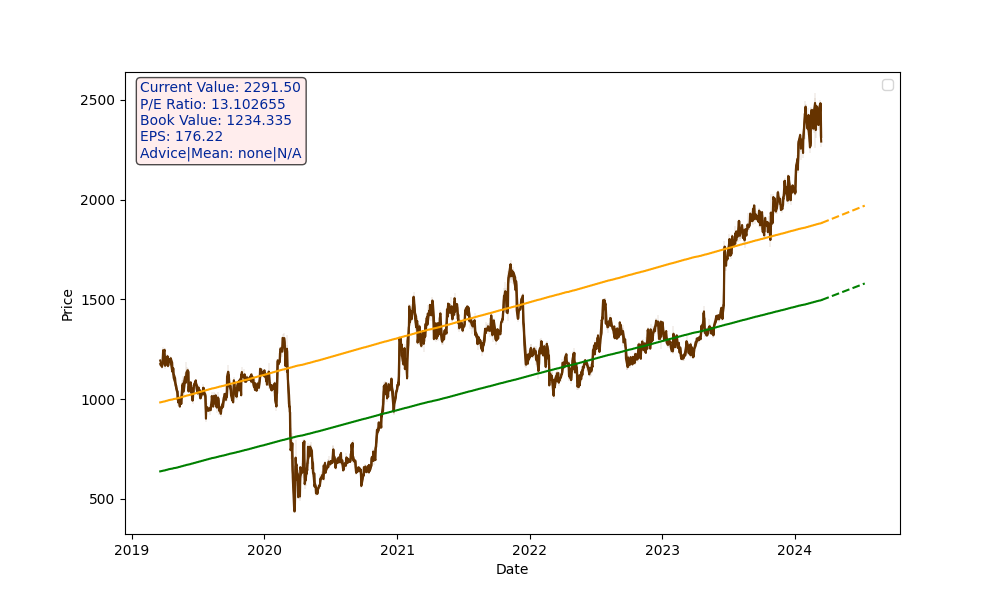 Current Value: 2291.50
P/E Ratio: 13.102655
Book Value: 1234.335
EPS: 176.22
Advice|Mean: none|N/A
2500
2000
1500
1000
500
Price
2019 2020 2021 2022 2023 2024
Date